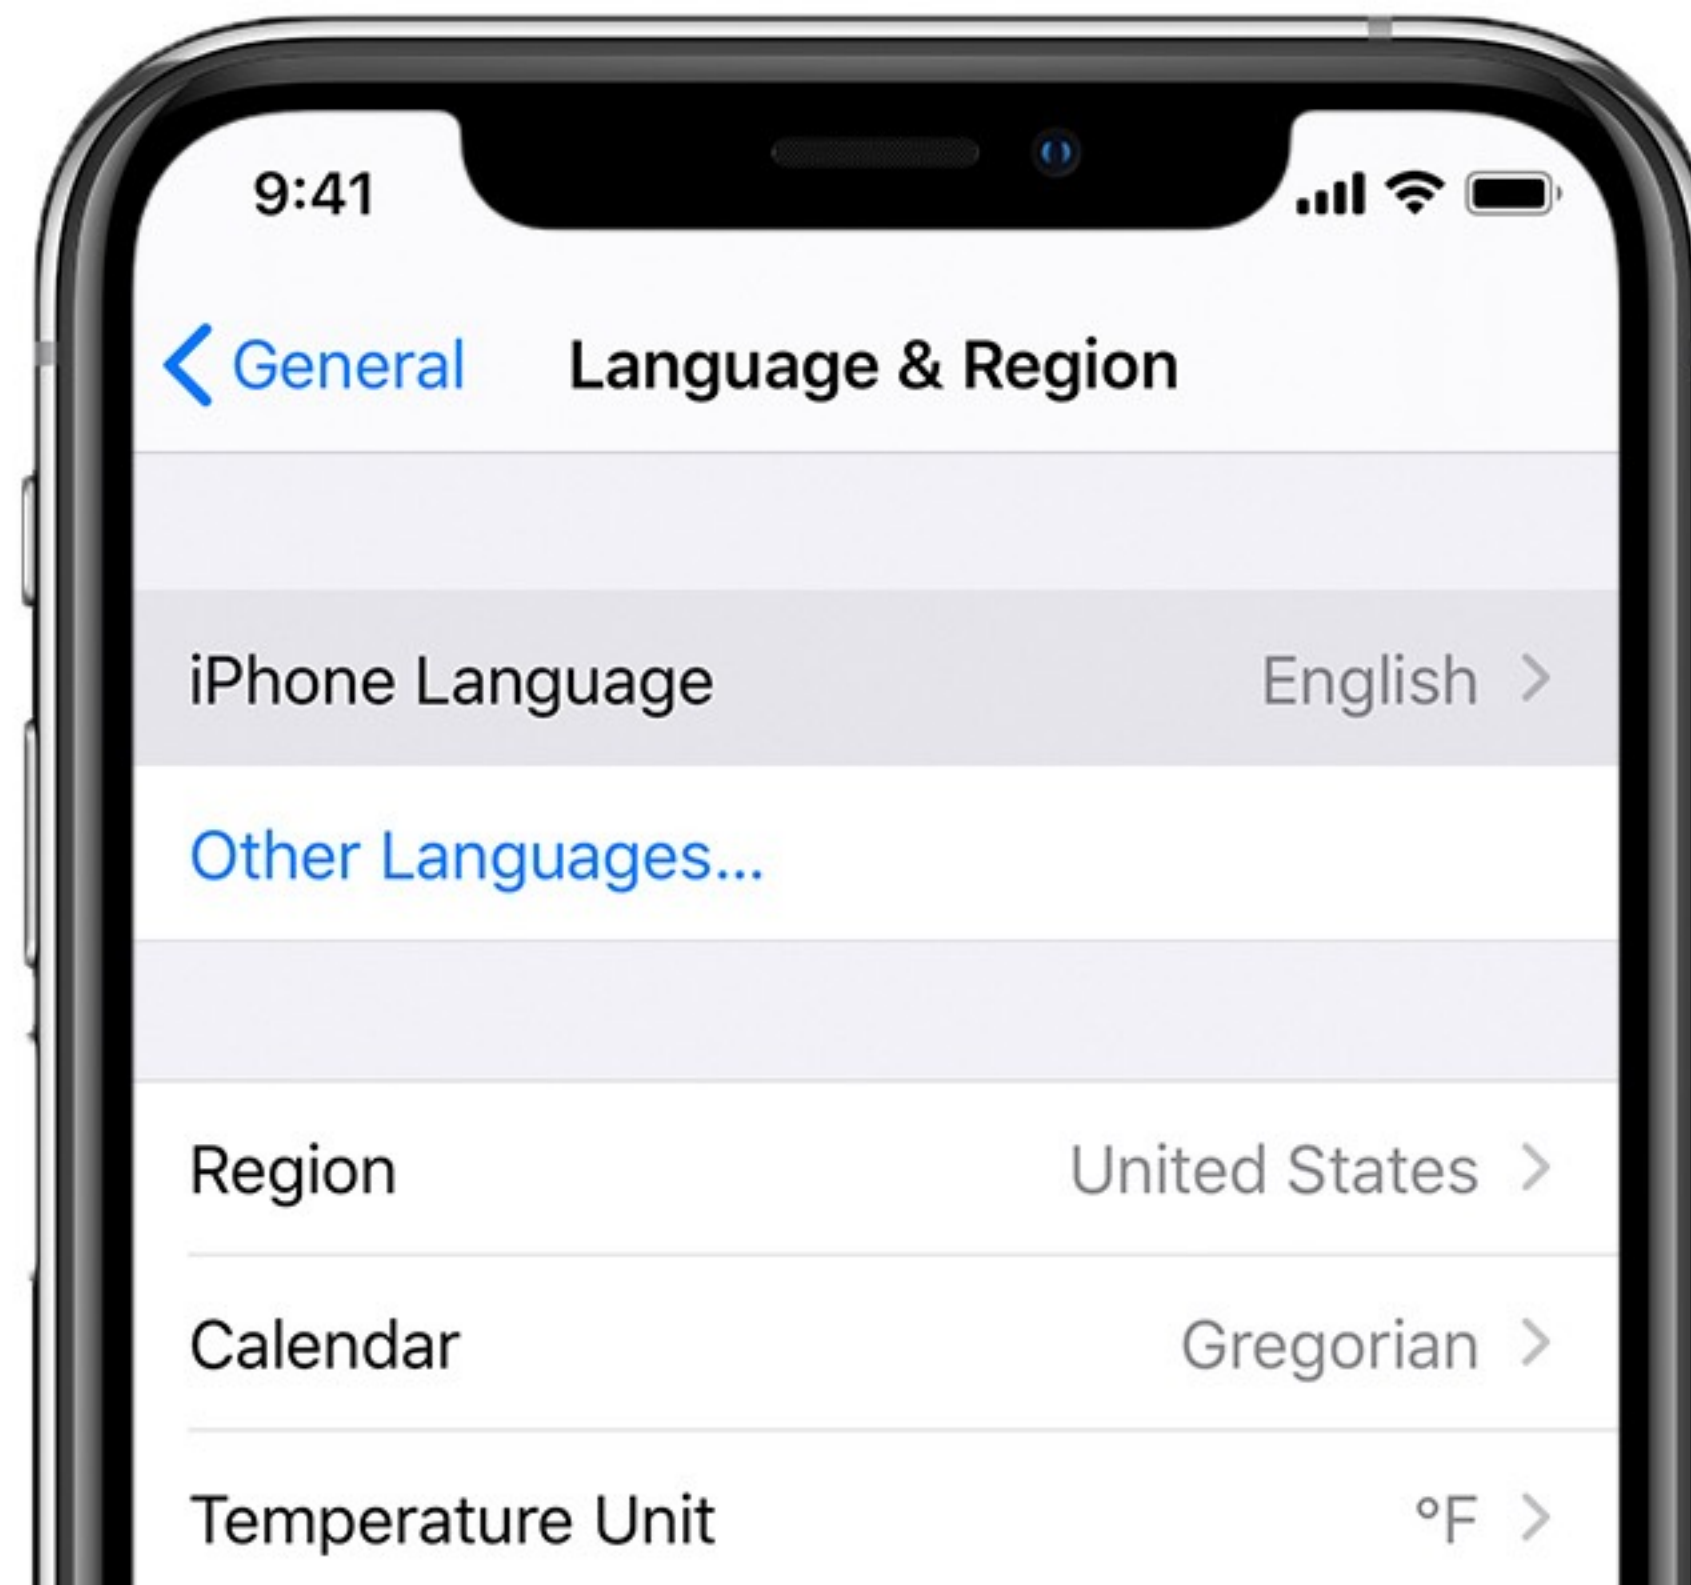 9:41
General
Language & Region
iPhone Language
English
Other Languages...
Region
United States
Calendar
Gregorian
Temperature Unit
°F